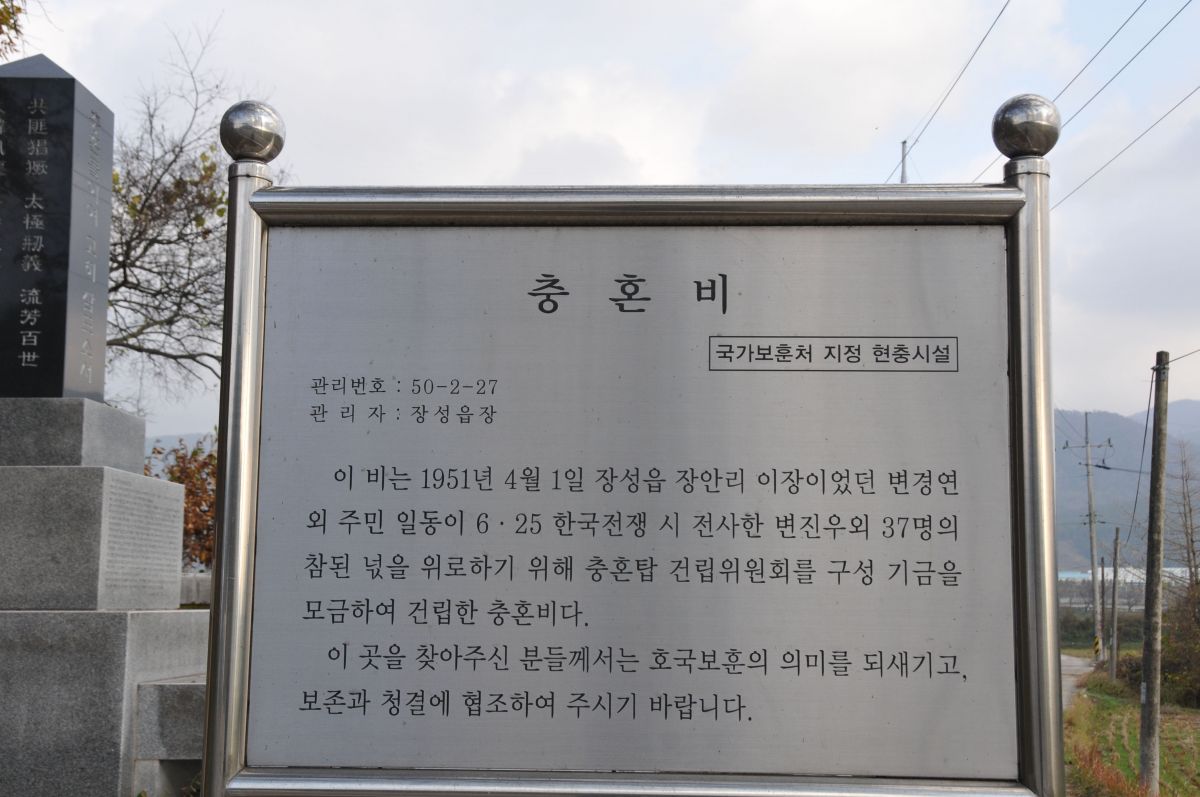 충 혼 비
국가보훈처 지정 현충시설
관리번호 : 50-2-27
관 리 자 : 장성읍장
이 비는 1951년 4월 1일 장성읍 장안리 이장이었던 변경연
외 주민 일동이 6·25 한국전쟁 시 전사한 변진우외 37명의
참된 넋을 위로하기 위해 충혼탑 건립위원회를 구성 기금을
모금하여 건립한 충혼비다.
이 곳을 찾아주신 분들께서는 호국보훈의 의미를 되새기고,
보존과 청결에 협조하여 주시기 바랍니다.
共匪猖獗 太極勠義 流芳百世